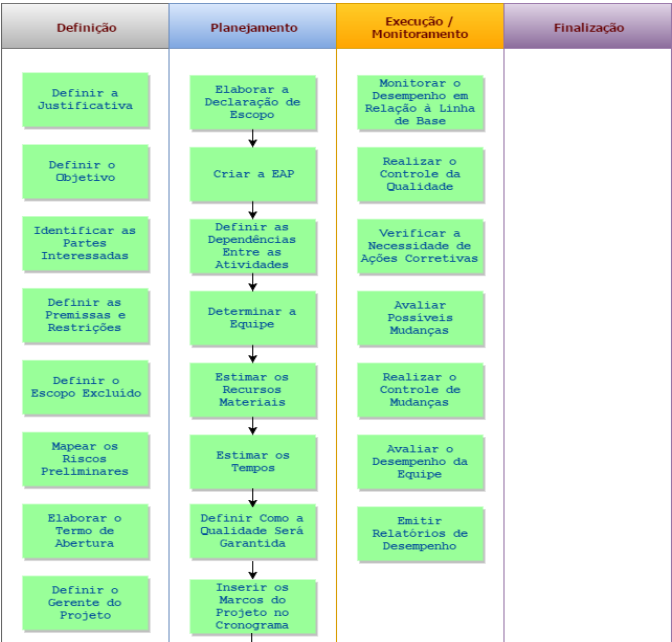 Definição
Planejamento
Execução /
Monitoramento
Finalização
Definir a
Justificativa
Definir o
Objetivo
Identificar as
Partes
Interessadas
Definir as
Premissas e
Restrições
Definir o
Escopo Excluído
Mapear os
Riscos
Preliminares
Elaborar o
Termo de
Abertura
Definir o
Gerente do
Projeto
Elaborar a
Declaração de
Escopo
Criar a EAP
Definir as
Dependências
Entre as
Atividades
Determinar a
Equipe
Estimar os
Recursos
Materiais
Estimar os
Tempos
Definir Como a
Qualidade Será
Garantida
Inserir os
Marcos do
Projeto no
Cronograma
Monitorar o
Desempenho em
Relação à Linha
de Base
Realizar o
Controle da
Qualidade
Verificar a
Necessidade de
Ações Corretivas
Avaliar
Possíveis
Mudanças
Realizar o
Controle de
Mudanças
Avaliar o
Desempenho da
Equipe
Emitir
Relatórios de
Desempenho